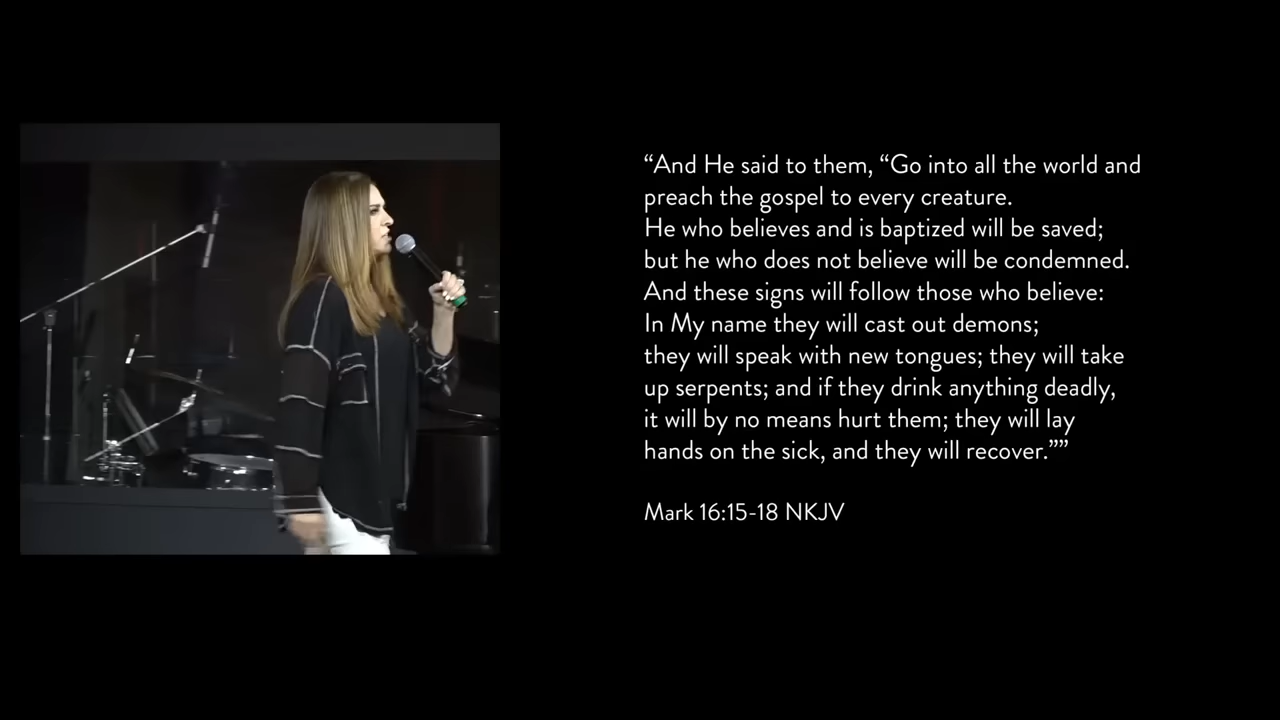 “And He said to them, “Go into all the world and
preach the gospel to every creature.
He who believes and is baptized will be saved;
but he who does not believe will be condemned.
And these signs will follow those who believe:
In My name they will cast out demons;
they will speak with new tongues; they will take
up serpents; and if they drink anything deadly,
it will by no means hurt them; they will lay
hands on the sick, and they will recover.””
Mark 16:15-18 NKJV